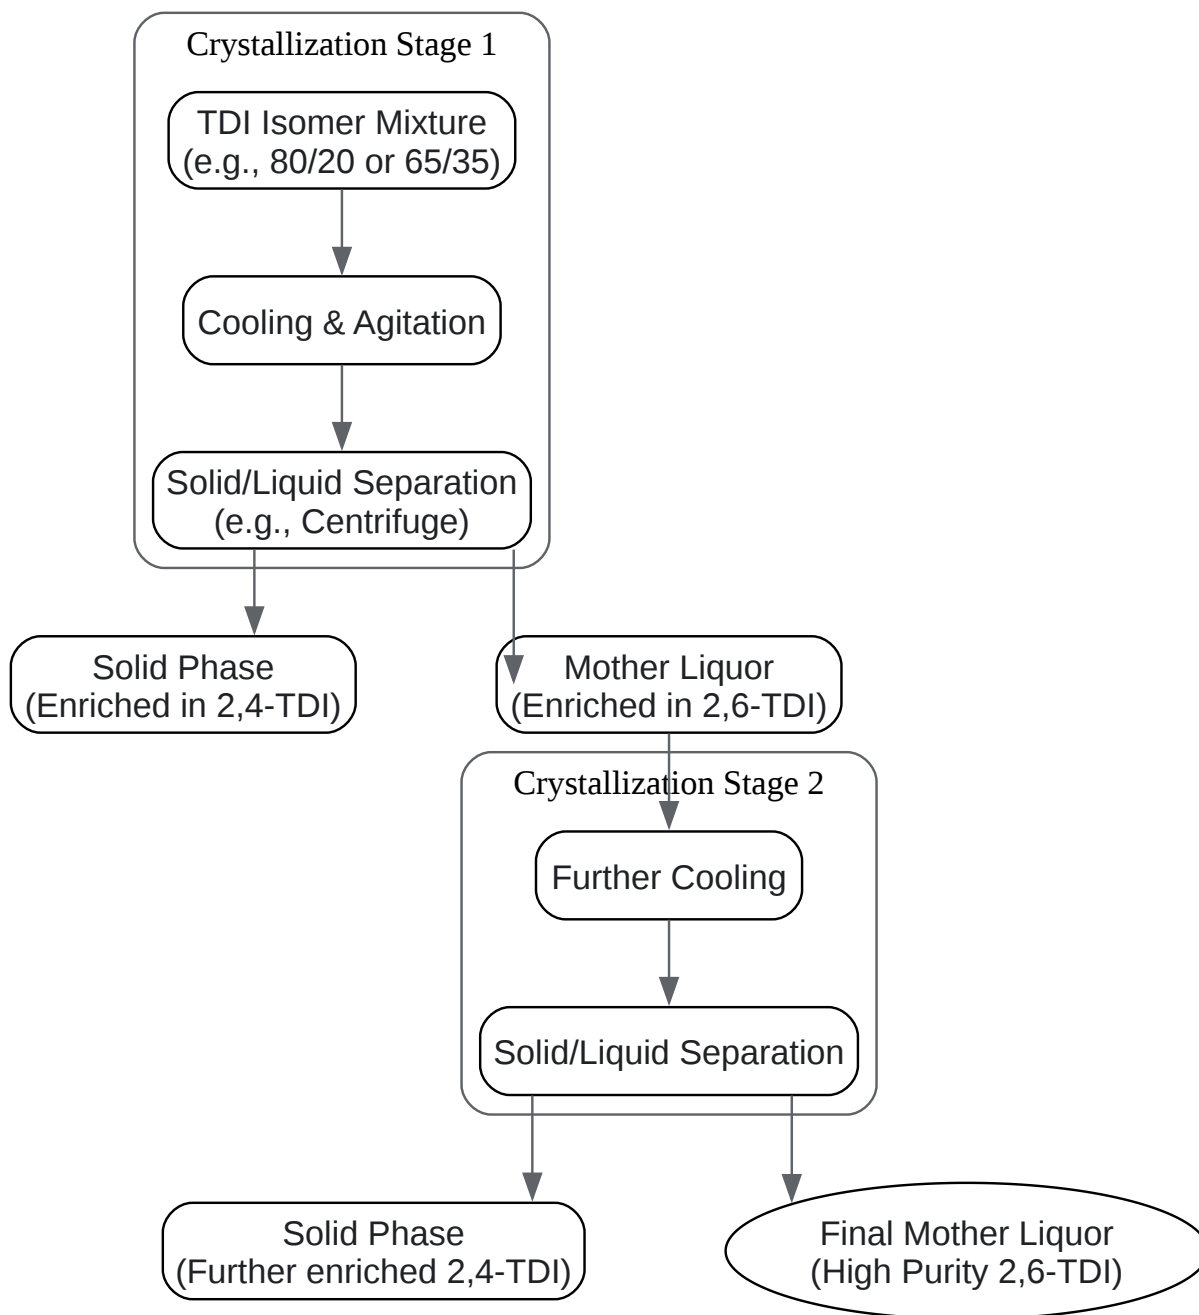 Crystallization Stage 1
TDI Isomer Mixture
(e.g., 80/20 or 65/35)
Cooling & Agitation
Solid/Liquid Separation
(e.g., Centrifuge)
Solid Phase
(Enriched in 2,4-TDI)
Mother Liquor
(Enriched in 2,6-TDI)
Crystallization Stage 2
Further Cooling
Solid/Liquid Separation
Solid Phase
(Further enriched 2,4-TDI)
Final Mother Liquor
(High Purity 2,6-TDI)